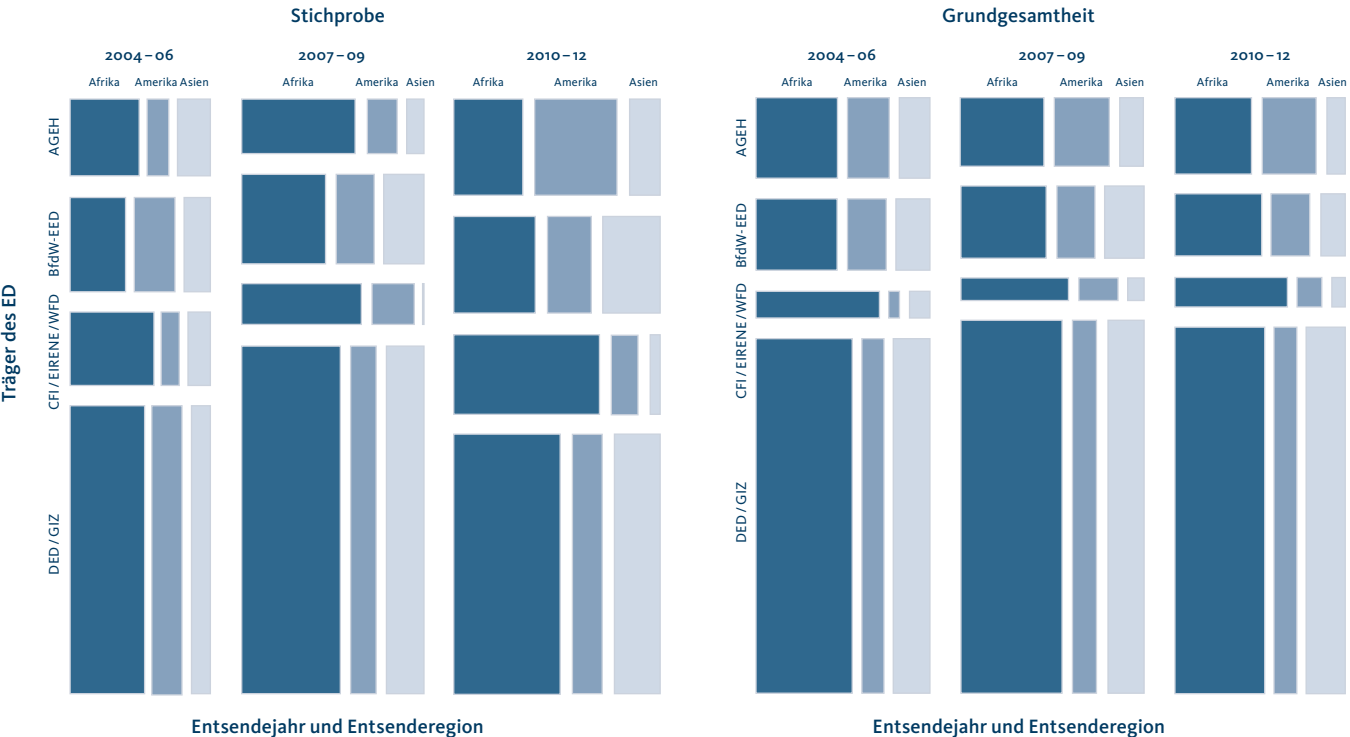 Stichprobe
2004–06 2007–09 2010–12
Afrika Amerika Asien Afrika Amerika Asien Afrika Amerika Asien
Träger des ED
AGEH
BfdW-EED
CFI / EIRENE / WFD
DED / GIZ
Entsendejahr und Entsenderegion
Grundgesamtheit
2004–06 2007–09 2010–12
Afrika Amerika Asien Afrika Amerika Asien Afrika Amerika Asien
AGEH
BfdW-EED
CFI / EIRENE / WFD
DED / GIZ
Entsendejahr und Entsenderegion